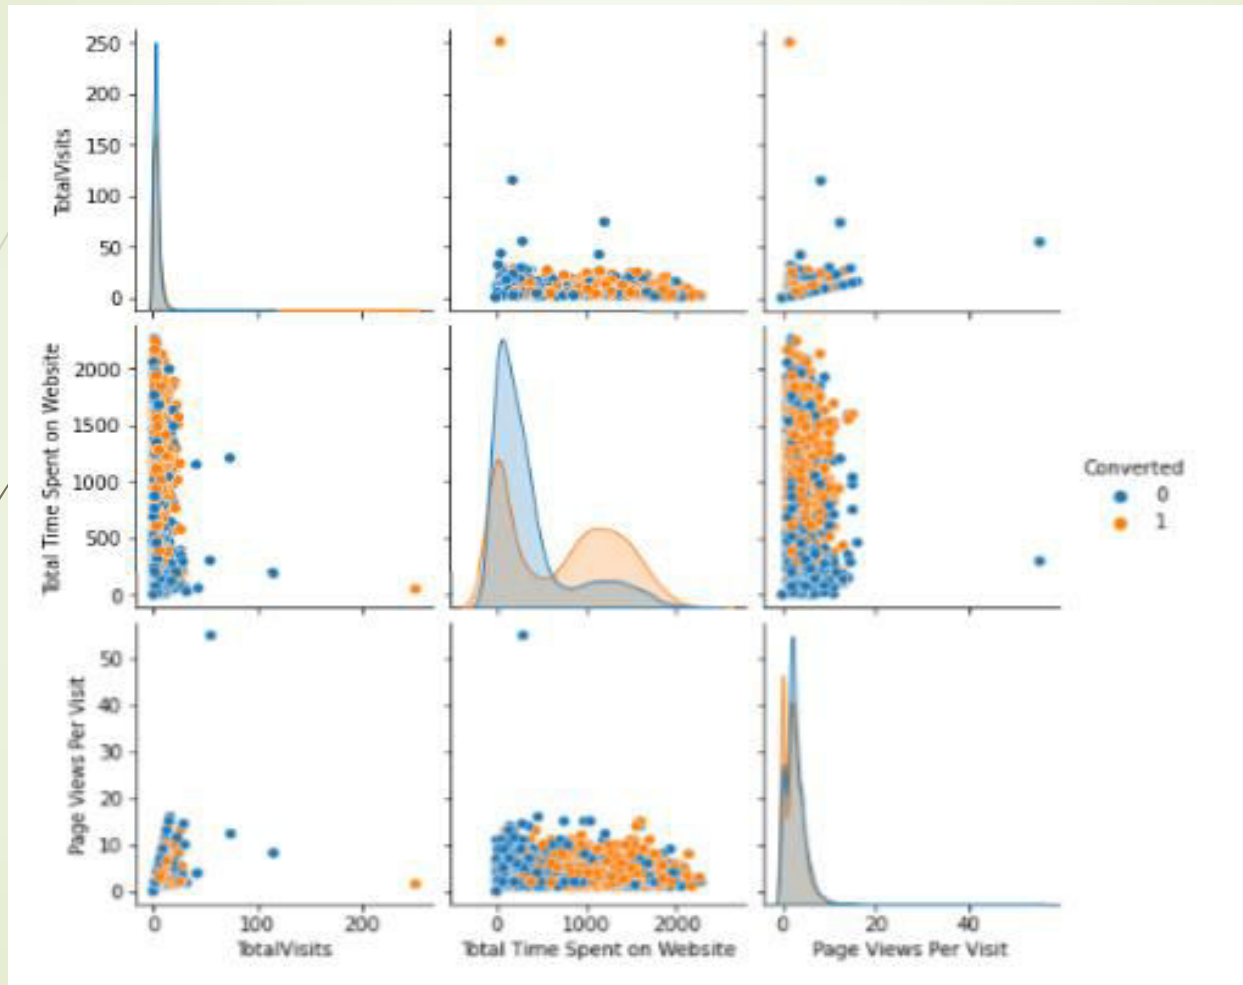 TotalVisits
250
200
150
100
50
0
Total Time Spent on Website
2000
1500
1000
500
0
Converted
0
1
Page Views Per Visit
50
40
30
20
10
0
0 100 200
0 1000 2000
0 20 40
TotalVisits
Total Time Spent on Website
Page Views Per Visit